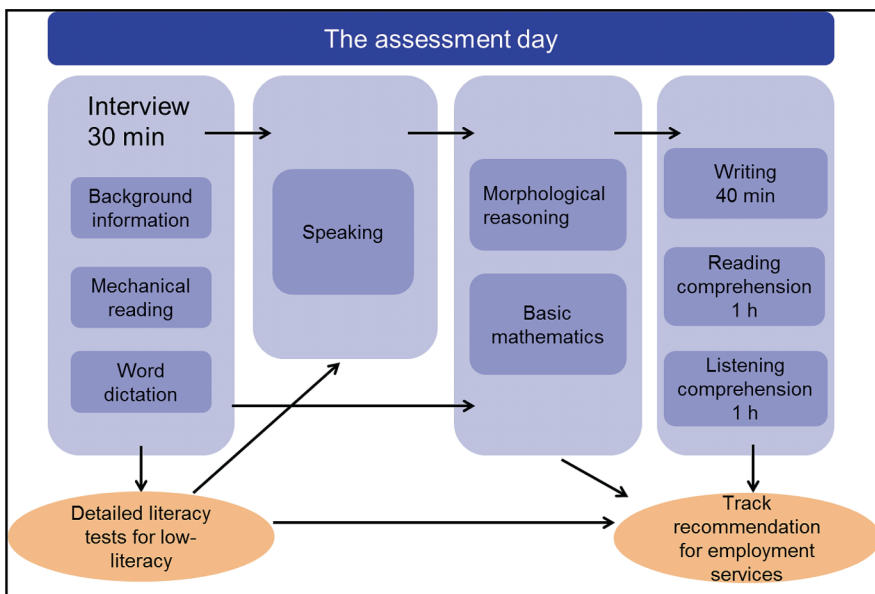 The assessment day
Interview
30 min
Background
information
Mechanical
reading
Word
dictation
Speaking
Morphological
reasoning
Basic
mathematics
Writing
40 min
Reading
comprehension
1 h
Listening
comprehension
1 h
Detailed literacy
tests for low-
literacy
Track
recommendation
for employment
services